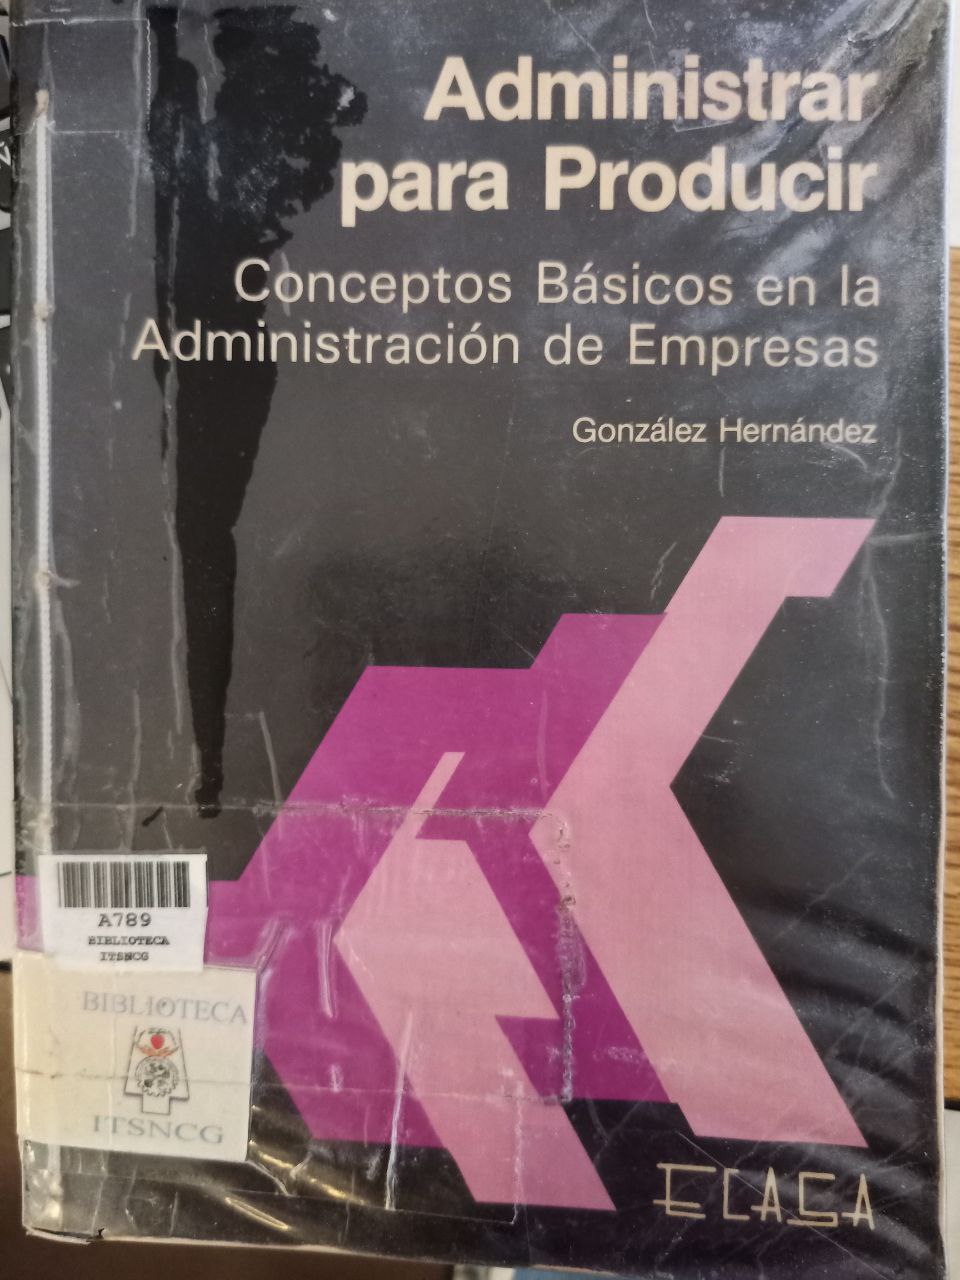 Administrar
para Producir
Conceptos Básicos en la
Administración de Empresas
González Hernández
A789
BIBLIOTECA
ITSNCG
BIBLIOTECA
ITSNCG
ECASA